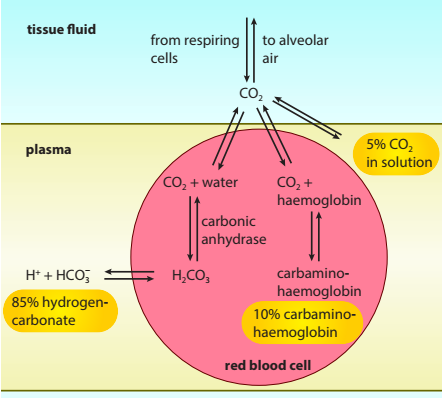 tissue fluid
from respiring
cells
to alveolar
air
CO₂
plasma
5% CO₂
in solution
CO₂ + water
CO₂ +
haemoglobin
carbonic
anhydrase
H⁺ + HCO₃⁻
H₂CO₃
carbamino-
haemoglobin
85% hydrogen-
carbonate
10% carbamino-
haemoglobin
red blood cell